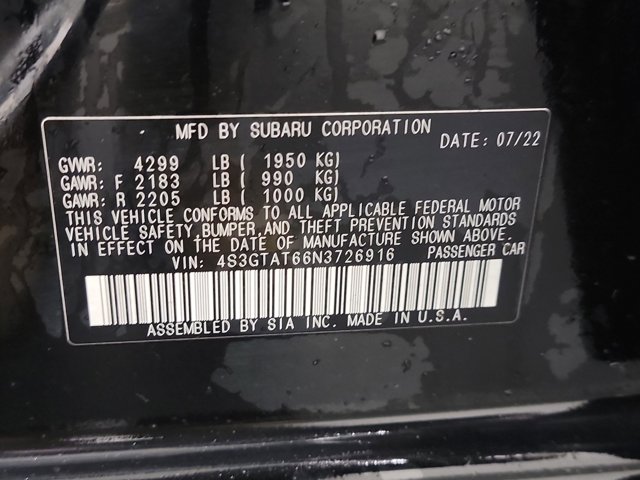 MFD BY SUBARU CORPORATION DATE: 07/22
GVWR: 4299 LB ( 1950 KG)
GAWR: F 2183 LB ( 990 KG)
GAWR: R 2205 LB ( 1000 KG)
THIS VEHICLE CONFORMS TO ALL APPLICABLE FEDERAL MOTOR
VEHICLE SAFETY, BUMPER, AND THEFT PREVENTION STANDARDS
IN EFFECT ON THE DATE OF MANUFACTURE SHOWN ABOVE.
VIN: 4S3GTAT66N3726916 PASSENGER CAR
ASSEMBLED BY SIA INC. MADE IN U.S.A.